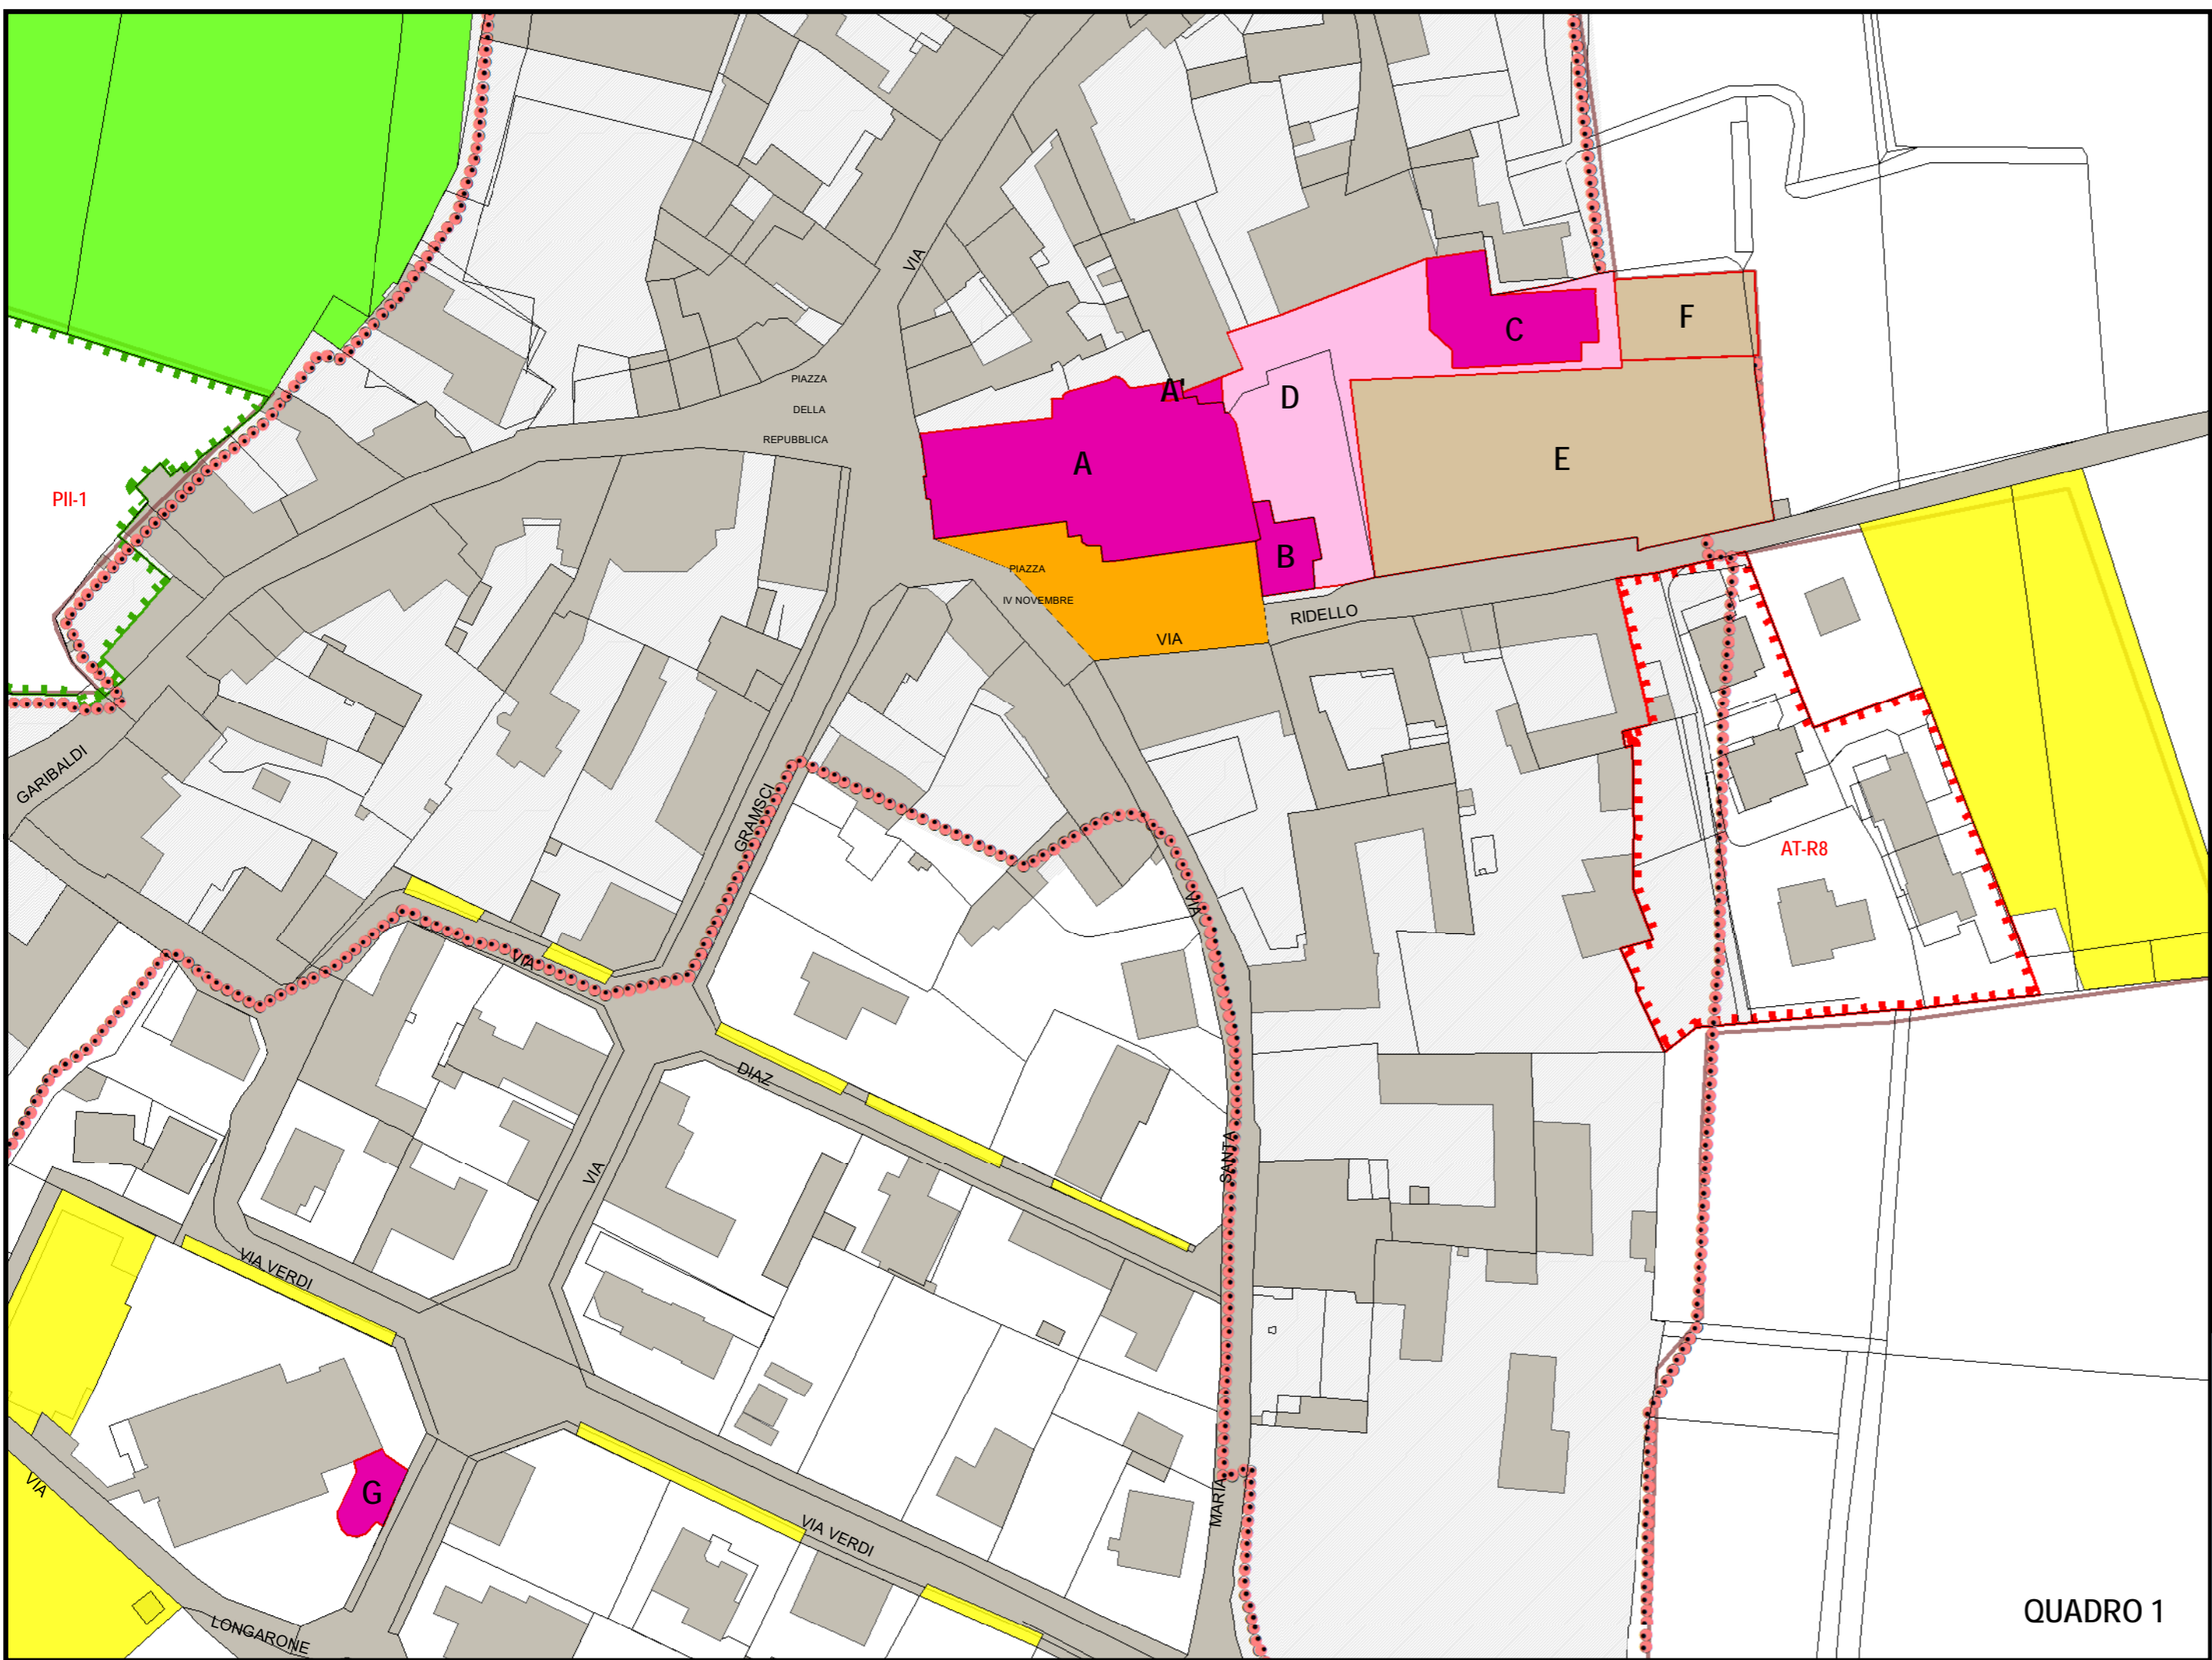 VIA
F
C
PIAZZA
DELLA
REPUBBLICA
A'
D
A
E
PII-1
B
PIAZZA
IV NOVEMBRE
VIA
RIDELLO
GARIBALDI
GRAMSCI
AT-R8
VIA
VIA
DIAZ
VIA
SANTA
VIA VERDI
VIA
G
MARIA
VIA VERDI
LONGARONE
QUADRO 1